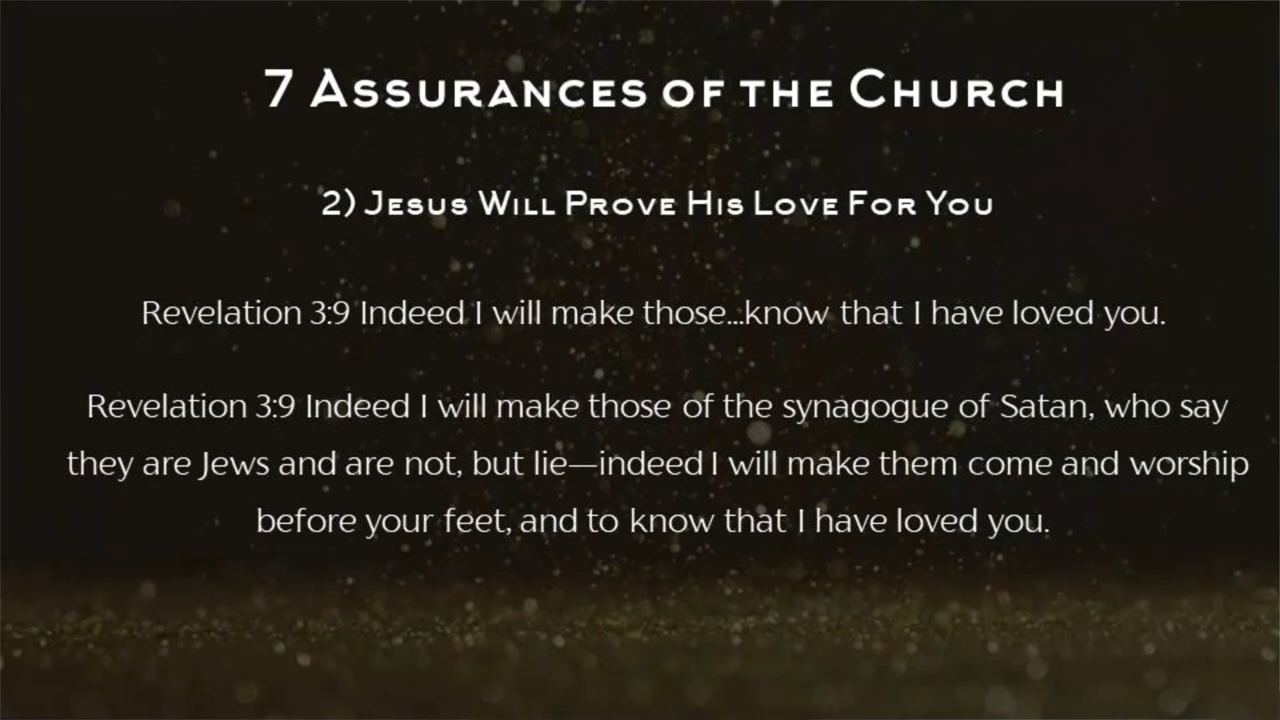 7 Assurances of the Church
2) Jesus Will Prove His Love For You
Revelation 3:9 Indeed I will make those...know that I have loved you.
Revelation 3:9 Indeed I will make those of the synagogue of Satan, who say
they are Jews and are not, but lie—indeed I will make them come and worship
before your feet, and to know that I have loved you.